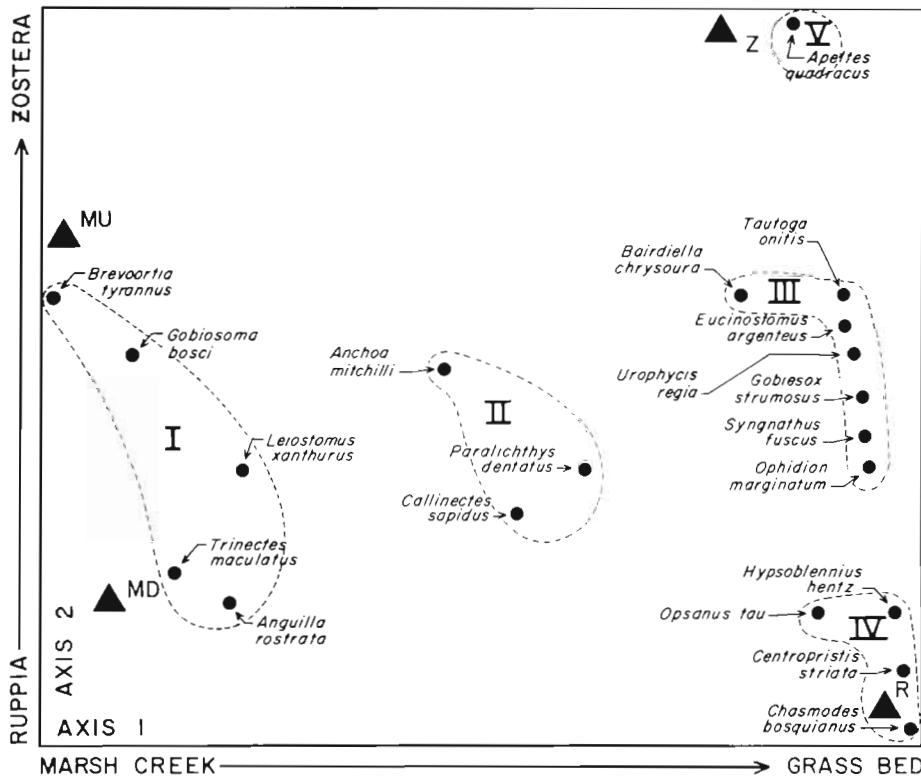 ZOSTERA
RUPPIA
AXIS 2
AXIS 1
MARSH CREEK
GRASS BED
Z
V
Apeltes
quadracus
MU
Brevoortia
tyrannus
Gobiosoma
bosci
I
Leiostomus
xanthurus
Trinectes
maculatus
MD
Anguilla
rostrata
Anchoa
mitchilli
II
Paralichthys
dentatus
Callinectes
sapidus
Bairdiella
chrysoura
III
Tautoga
onitis
Eucinostomus
argenteus
Urophycis
regia
Gobiesox
strumosus
Syngnathus
fuscus
Ophidion
marginatum
Hypsoblennius
hentz
Opsanus tau
IV
Centropristis
striata
R
Chasmodes
bosquianus